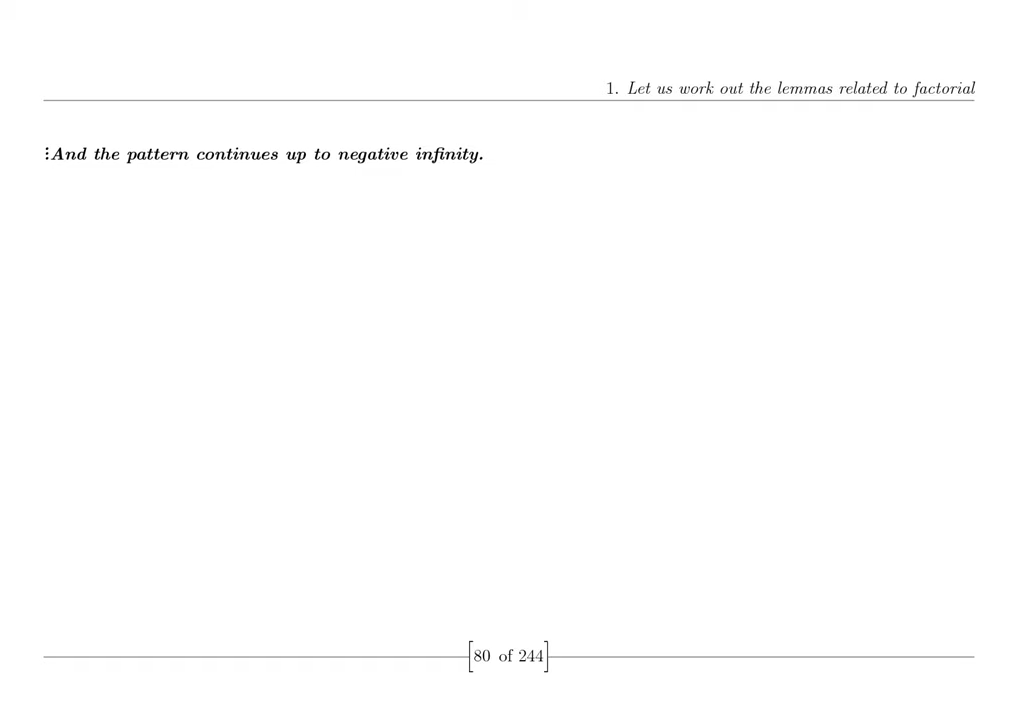 1. Let us work out the lemmas related to factorial
⋮And the pattern continues up to negative infinity.
[80 of 244]